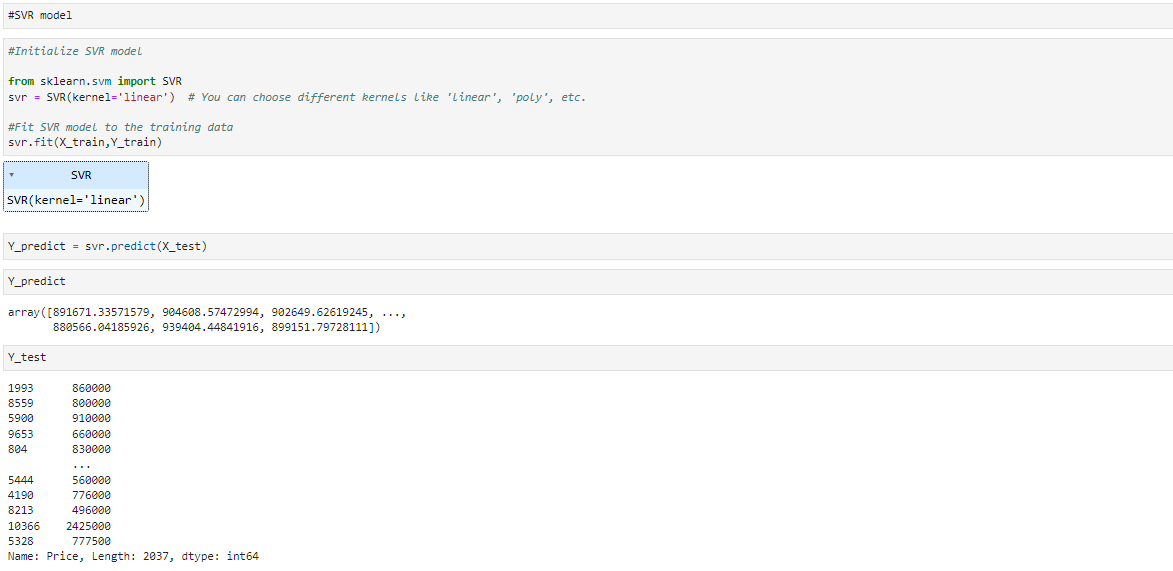 #SVR model
#Initialize SVR model
from sklearn.svm import SVR
svr = SVR(kernel='linear')  # You can choose different kernels like 'linear', 'poly', etc.
#Fit SVR model to the training data
svr.fit(X_train,Y_train)
SVR
SVR(kernel='linear')
Y_predict = svr.predict(X_test)
Y_predict
array([891671.33571579, 904608.57472994, 902649.62619245, ...,
       880566.04185926, 939404.44841916, 899151.79728111])
Y_test
1993      860000
8559      800000
5900      910000
9653      660000
804       830000
          ...
5444      560000
4190      776000
8213      496000
10366    2425000
5328      777500
Name: Price, Length: 2037, dtype: int64